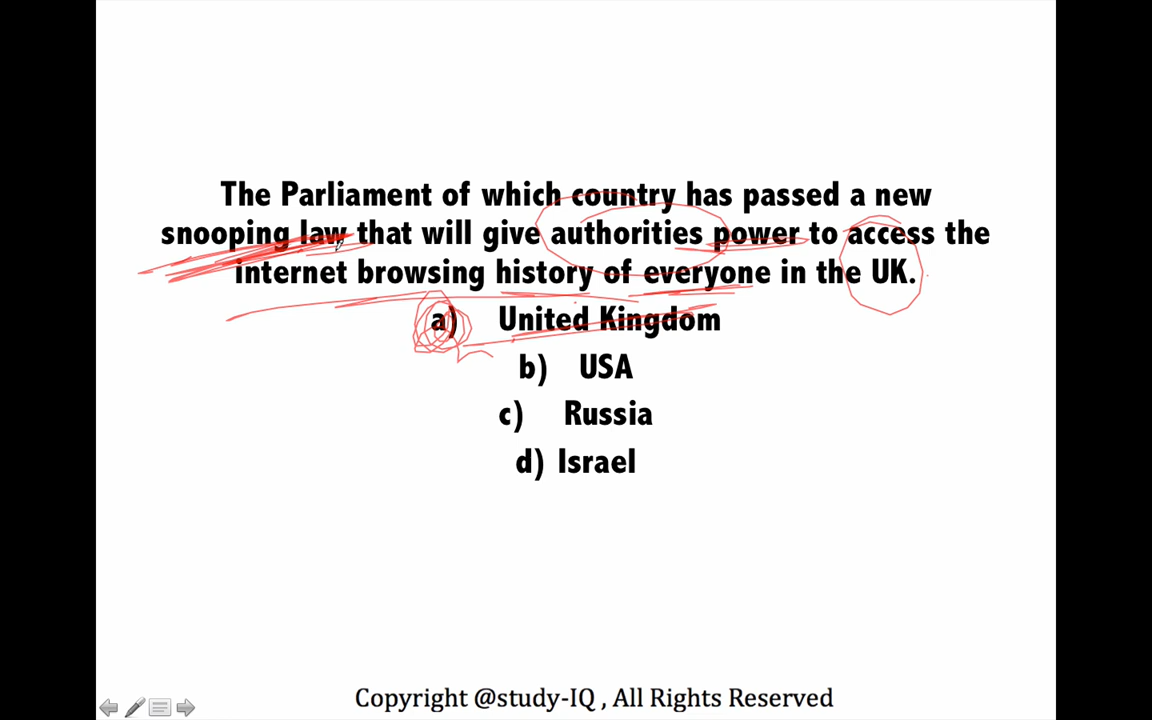 The Parliament of which country has passed a new
snooping law that will give authorities power to access the
internet browsing history of everyone in the UK.
a) United Kingdom
b) USA
c) Russia
d) Israel
Copyright @study-IQ , All Rights Reserved